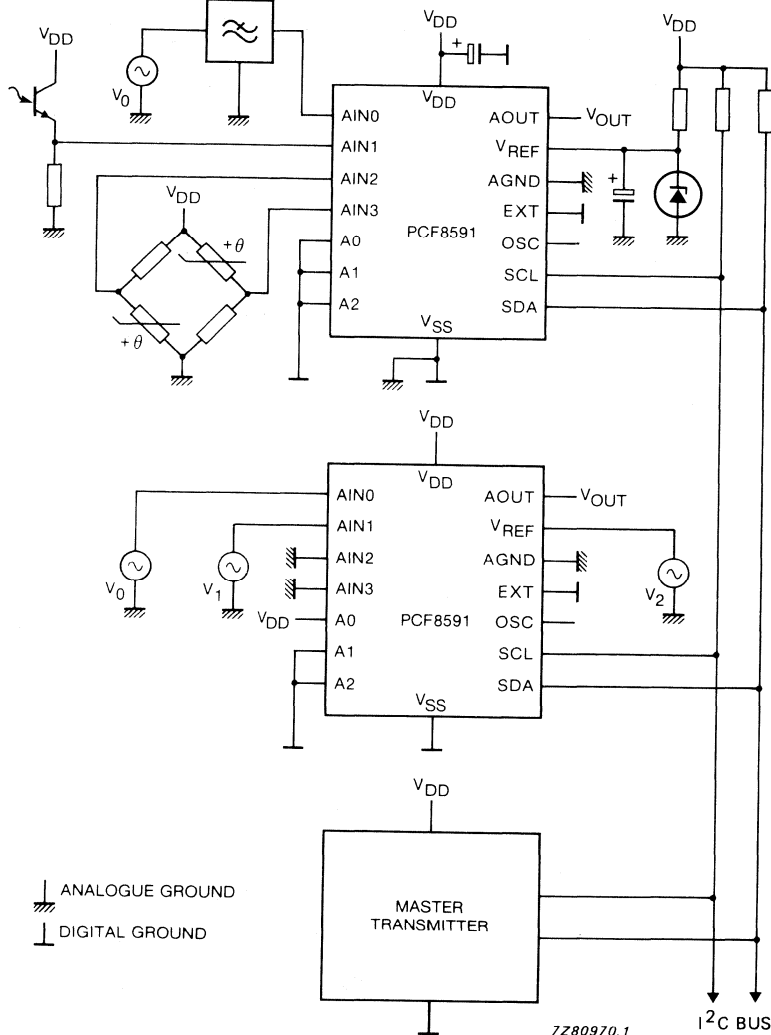 VDD
VDD
VDD
V0
+
VDD
AIN0
AIN1
AIN2
AIN3
A0
A1
A2
PCF8591
AOUT
VREF
AGND
EXT
OSC
SCL
SDA
VSS
VOUT
+
VDD
+θ
+θ
VDD
VDD
AIN0
AIN1
AIN2
AIN3
A0
A1
A2
PCF8591
AOUT
VREF
AGND
EXT
OSC
SCL
SDA
VSS
VOUT
V0
V1
VDD
V2
VDD
MASTER
TRANSMITTER
ANALOGUE GROUND
DIGITAL GROUND
7Z80970.1
I²C BUS